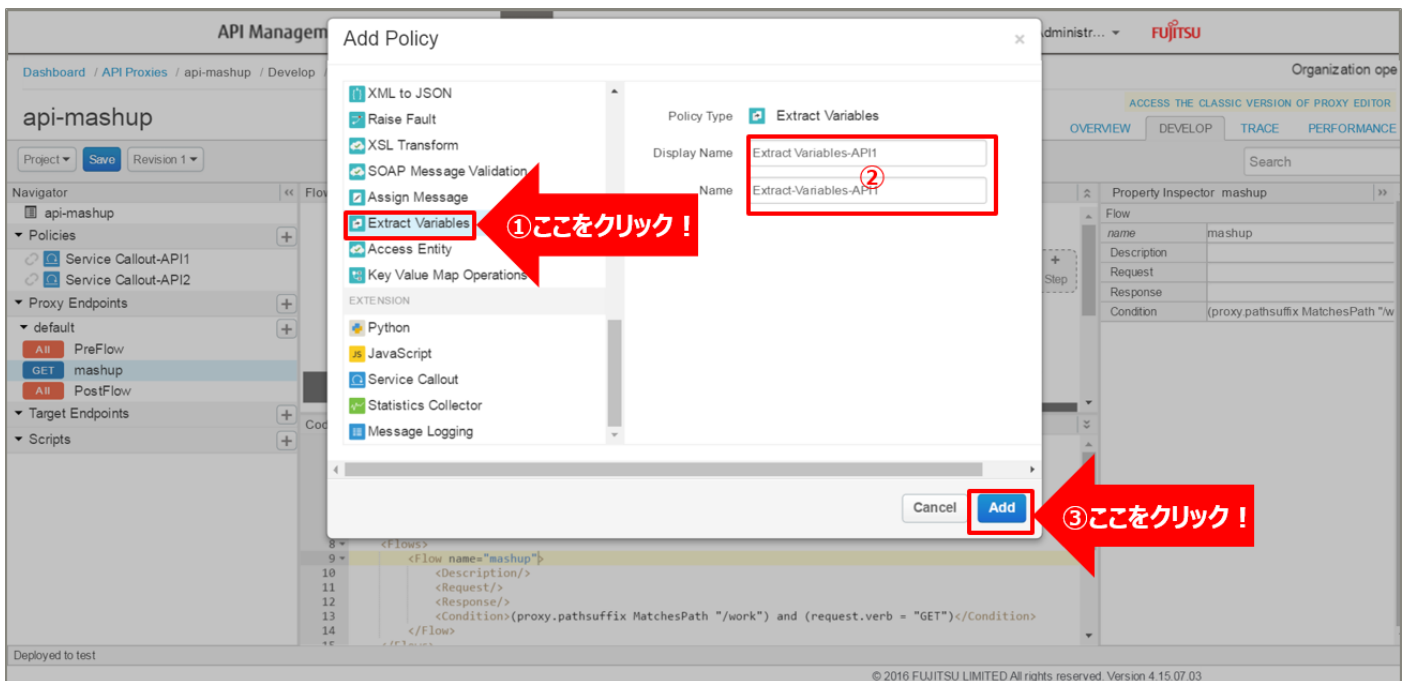 API Managem
dministr...
FUJITSU
Dashboard / API Proxies / api-mashup / Develop /
Organization ope
ACCESS THE CLASSIC VERSION OF PROXY EDITOR
api-mashup
OVERVIEW DEVELOP TRACE PERFORMANCE
Project Save Revision 1
Search
Navigator
Flow
Property Inspector mashup
api-mashup
Policies
Service Callout-API1
Service Callout-API2
Proxy Endpoints
default
All PreFlow
GET mashup
All PostFlow
Target Endpoints
Scripts
Add Policy
XML to JSON
Raise Fault
XSL Transform
SOAP Message Validation
Assign Message
Extract Variables
Access Entity
Key Value Map Operations
EXTENSION
Python
JavaScript
Service Callout
Statistics Collector
Message Logging
①ここをクリック！
Policy Type Extract Variables
Display Name Extract Variables-API1
②
Name Extract-Variables-API1
Cancel Add
③ここをクリック！
+
Step
Flow
name mashup
Description
Request
Response
Condition (proxy.pathsuffix MatchesPath "/w
Cod
8 <Flows>
9 <Flow name="mashup">
10 <Description/>
11 <Request/>
12 <Response/>
13 <Condition>(proxy.pathsuffix MatchesPath "/work") and (request.verb = "GET")</Condition>
14 </Flow>
15 </Flows>
Deployed to test
© 2016 FUJITSU LIMITED All rights reserved. Version 4.15.07.03